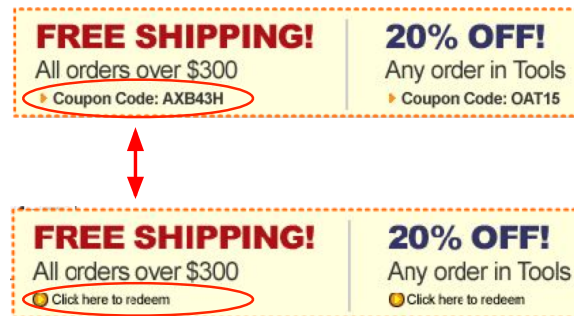 FREE SHIPPING!
All orders over $300
Coupon Code: AXB43H
20% OFF!
Any order in Tools
Coupon Code: OAT15
FREE SHIPPING!
All orders over $300
Click here to redeem
20% OFF!
Any order in Tools
Click here to redeem